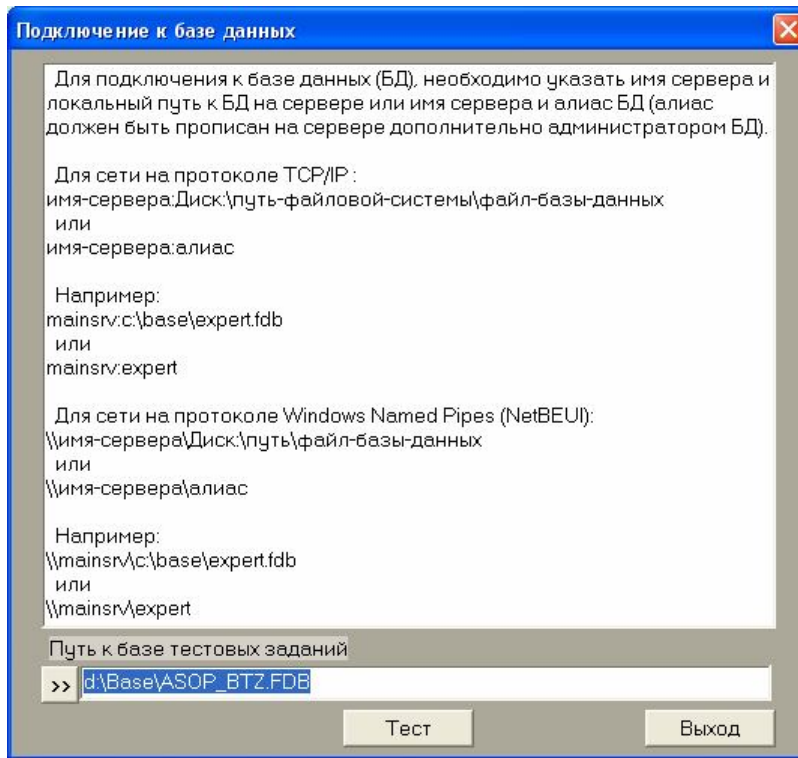 Подключение к базе данных
Для подключения к базе данных (БД), необходимо указать имя сервера и
локальный путь к БД на сервере или имя сервера и алиас БД (алиас
должен быть прописан на сервере дополнительно администратором БД).
Для сети на протоколе TCP/IP :
имя-сервера:Диск:\путь-файловой-системы\файл-базы-данных
или
имя-сервера:алиас
Например:
mainsrv:c:\base\expert.fdb
или
mainsrv:expert
Для сети на протоколе Windows Named Pipes (NetBEUI):
\\имя-сервера\Диск:\путь\файл-базы-данных
или
\\имя-сервера\алиас
Например:
\\mainsrv\c:\base\expert.fdb
или
\\mainsrv\expert
Путь к базе тестовых заданий
>> d:\Base\ASOP_BTZ.FDB
Тест Выход